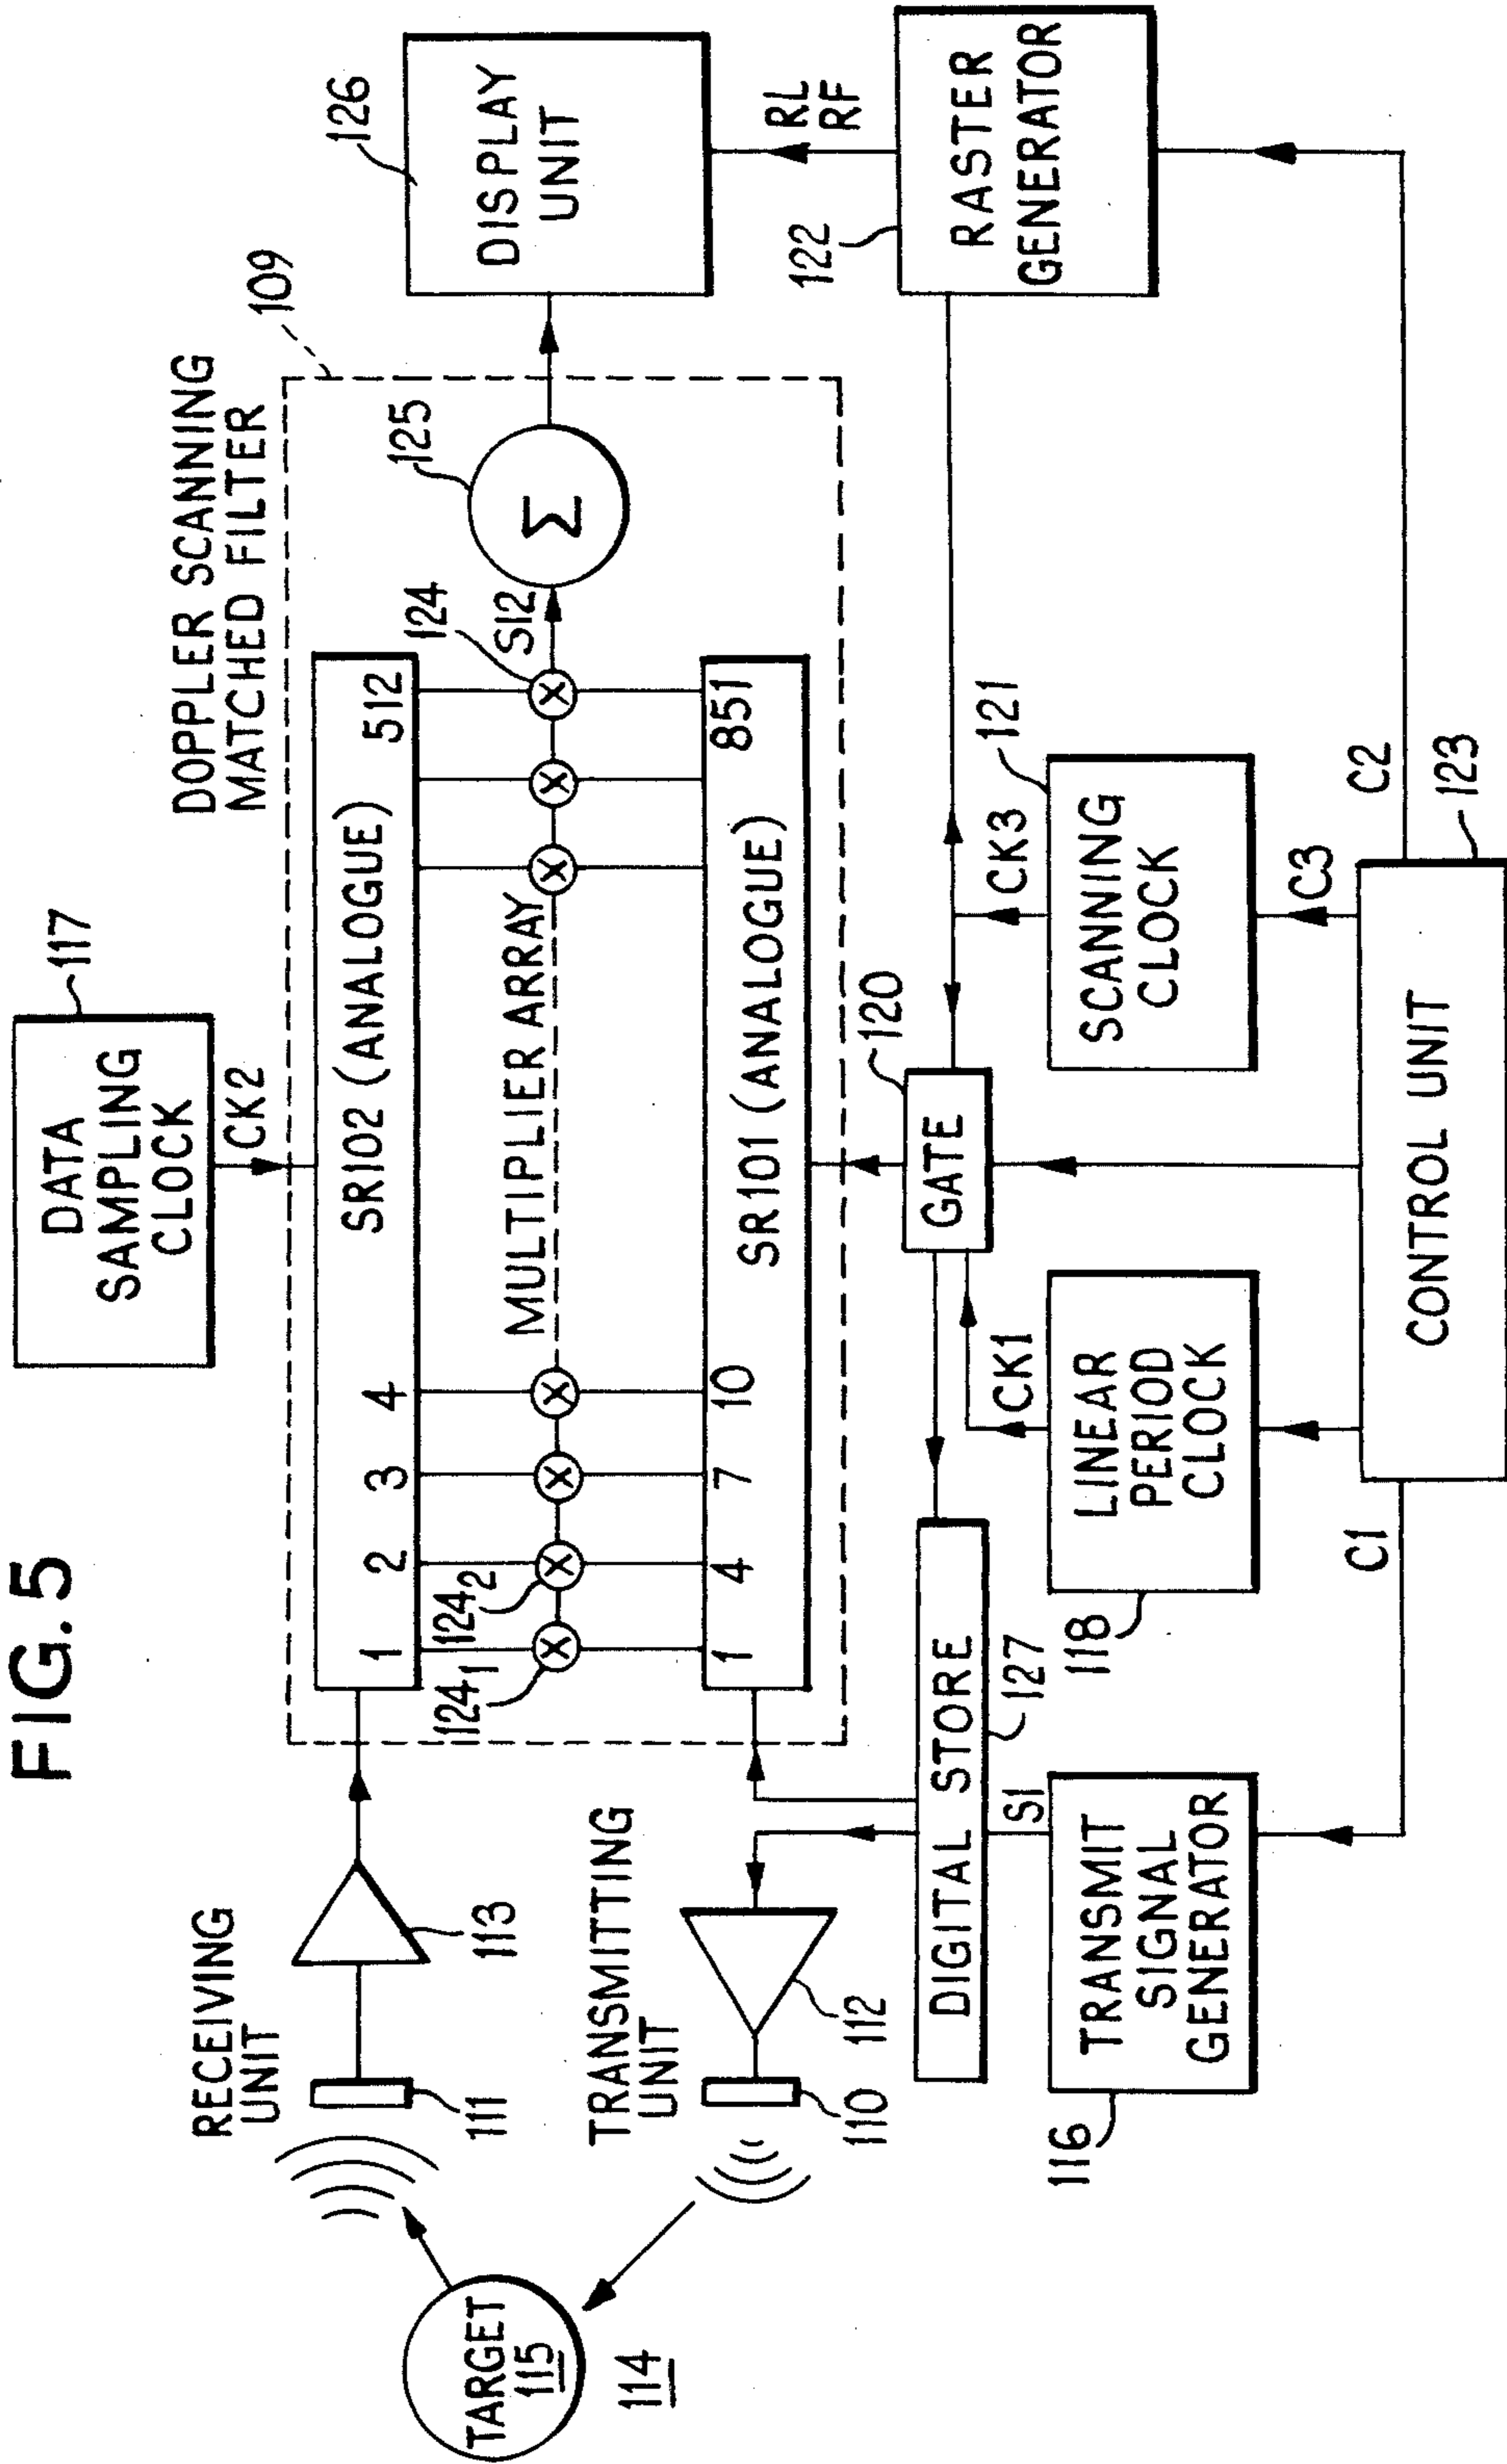 FIG. 5
DATA
SAMPLING
CLOCK
117
CK2
DOPPLER SCANNING
MATCHED FILTER
109
RECEIVING
UNIT
111
113
1 2 3 4 SR102 (ANALOGUE) 512
124₁
124₂
MULTIPLIER ARRAY
124
S12
125
Σ
126
DISPLAY
UNIT
TARGET
115
114
TRANSMITTING
UNIT
110
112
1 4 7 10 SR101 (ANALOGUE) 851
RL
RF
DIGITAL STORE
127
GATE
120
122
RASTER
GENERATOR
S1
CK1
CK3
121
116
TRANSMIT
SIGNAL
GENERATOR
118
LINEAR
PERIOD
CLOCK
SCANNING
CLOCK
C1
C3
C2
CONTROL UNIT
123